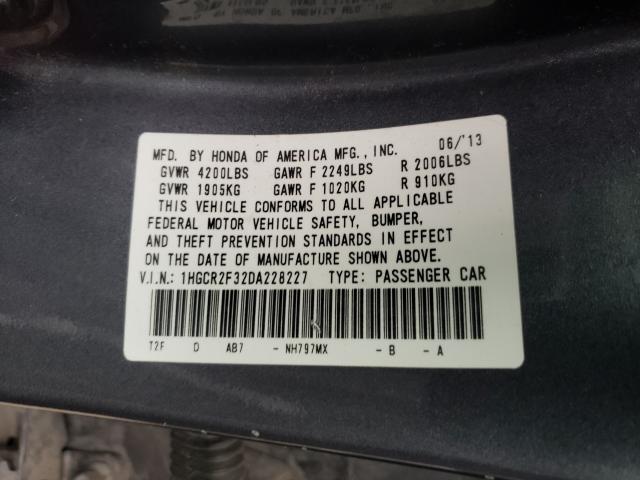 MFD. BY HONDA OF AMERICA MFG., INC. 06/'13
GVWR 4200LBS GAWR F 2249LBS R 2006LBS
GVWR 1905KG GAWR F 1020KG R 910KG
THIS VEHICLE CONFORMS TO ALL APPLICABLE
FEDERAL MOTOR VEHICLE SAFETY, BUMPER,
AND THEFT PREVENTION STANDARDS IN EFFECT
ON THE DATE OF MANUFACTURE SHOWN ABOVE.
V.I.N.: 1HGCR2F32DA228227 TYPE: PASSENGER CAR
T2F D AB7 - NH797MX - B - A